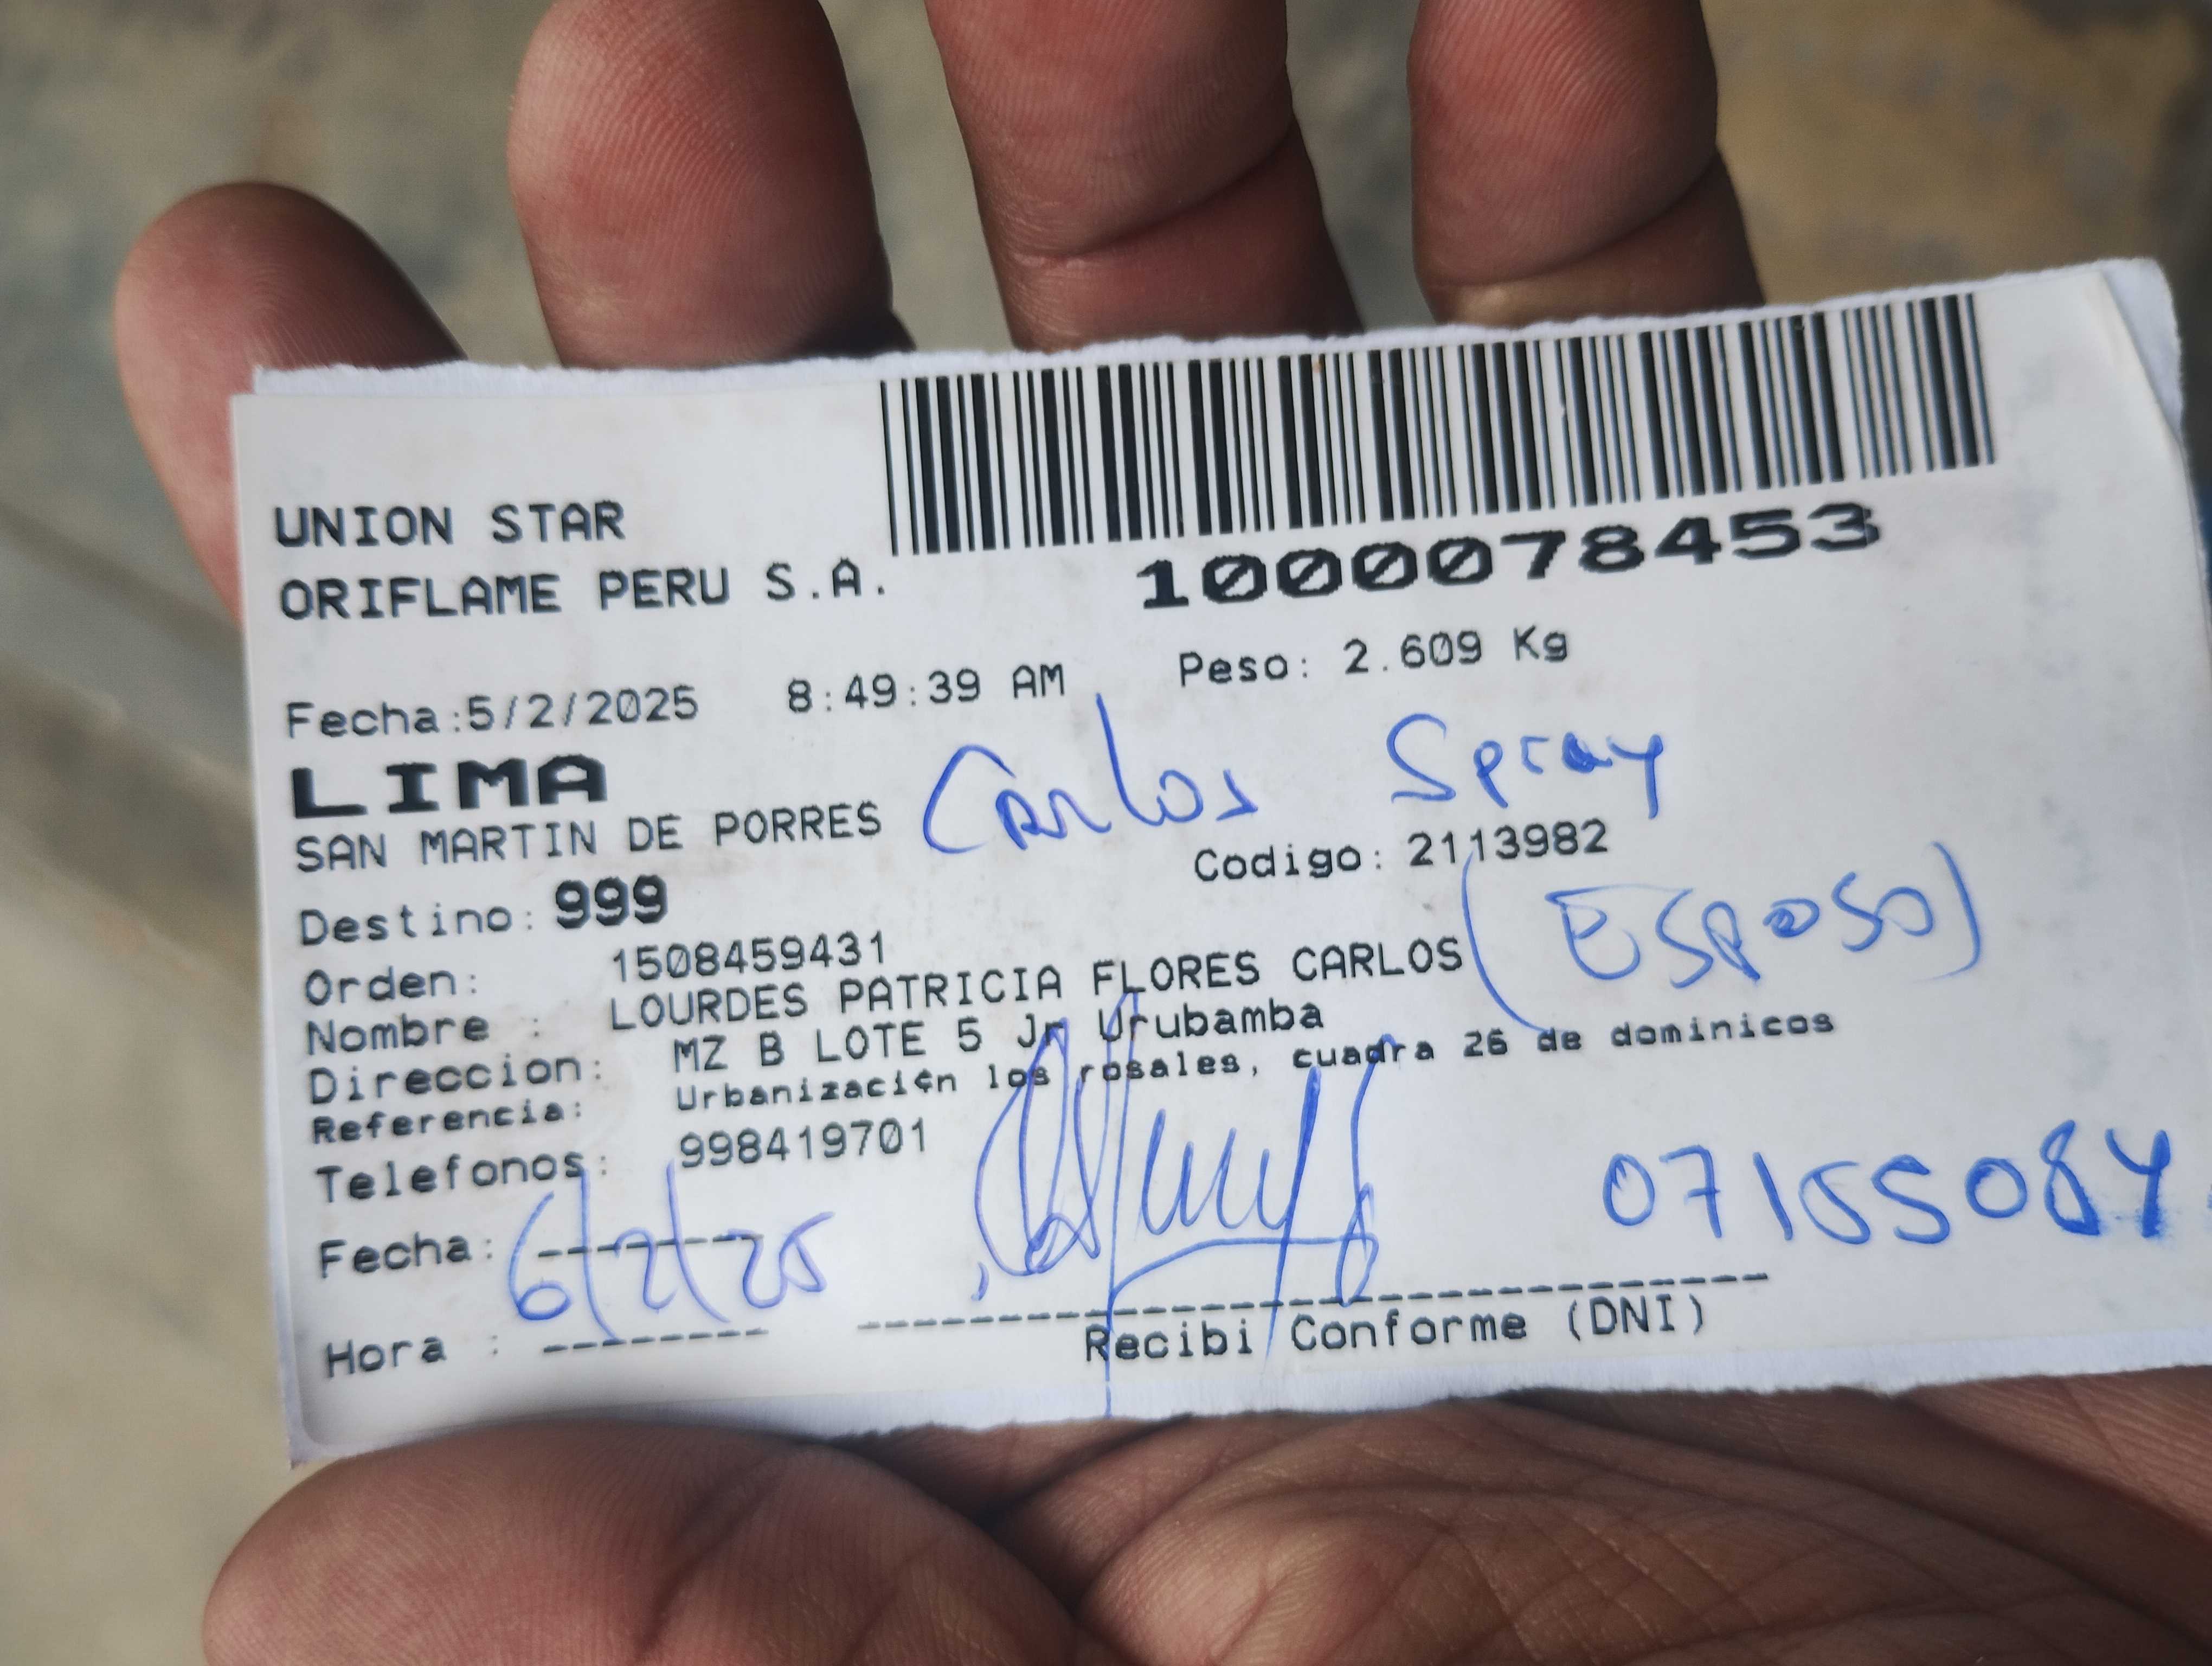 UNION STAR
ORIFLAME PERU S.A.
1000078453
Fecha:5/2/2025 8:49:39 AM Peso: 2.609 Kg
LIMA
Carlos Spray
SAN MARTIN DE PORRES
Codigo: 2113982
Destino: 999
(Esposo)
Orden: 1508459431
Nombre : LOURDES PATRICIA FLORES CARLOS
Direccion: MZ B LOTE 5 Jr Urubamba
Referencia: Urbanizaci¢n los rosales, cuadra 26 de dominicos
Telefonos: 998419701
Fecha: 6/2/25
07155084
Hora :
Recibi Conforme (DNI)